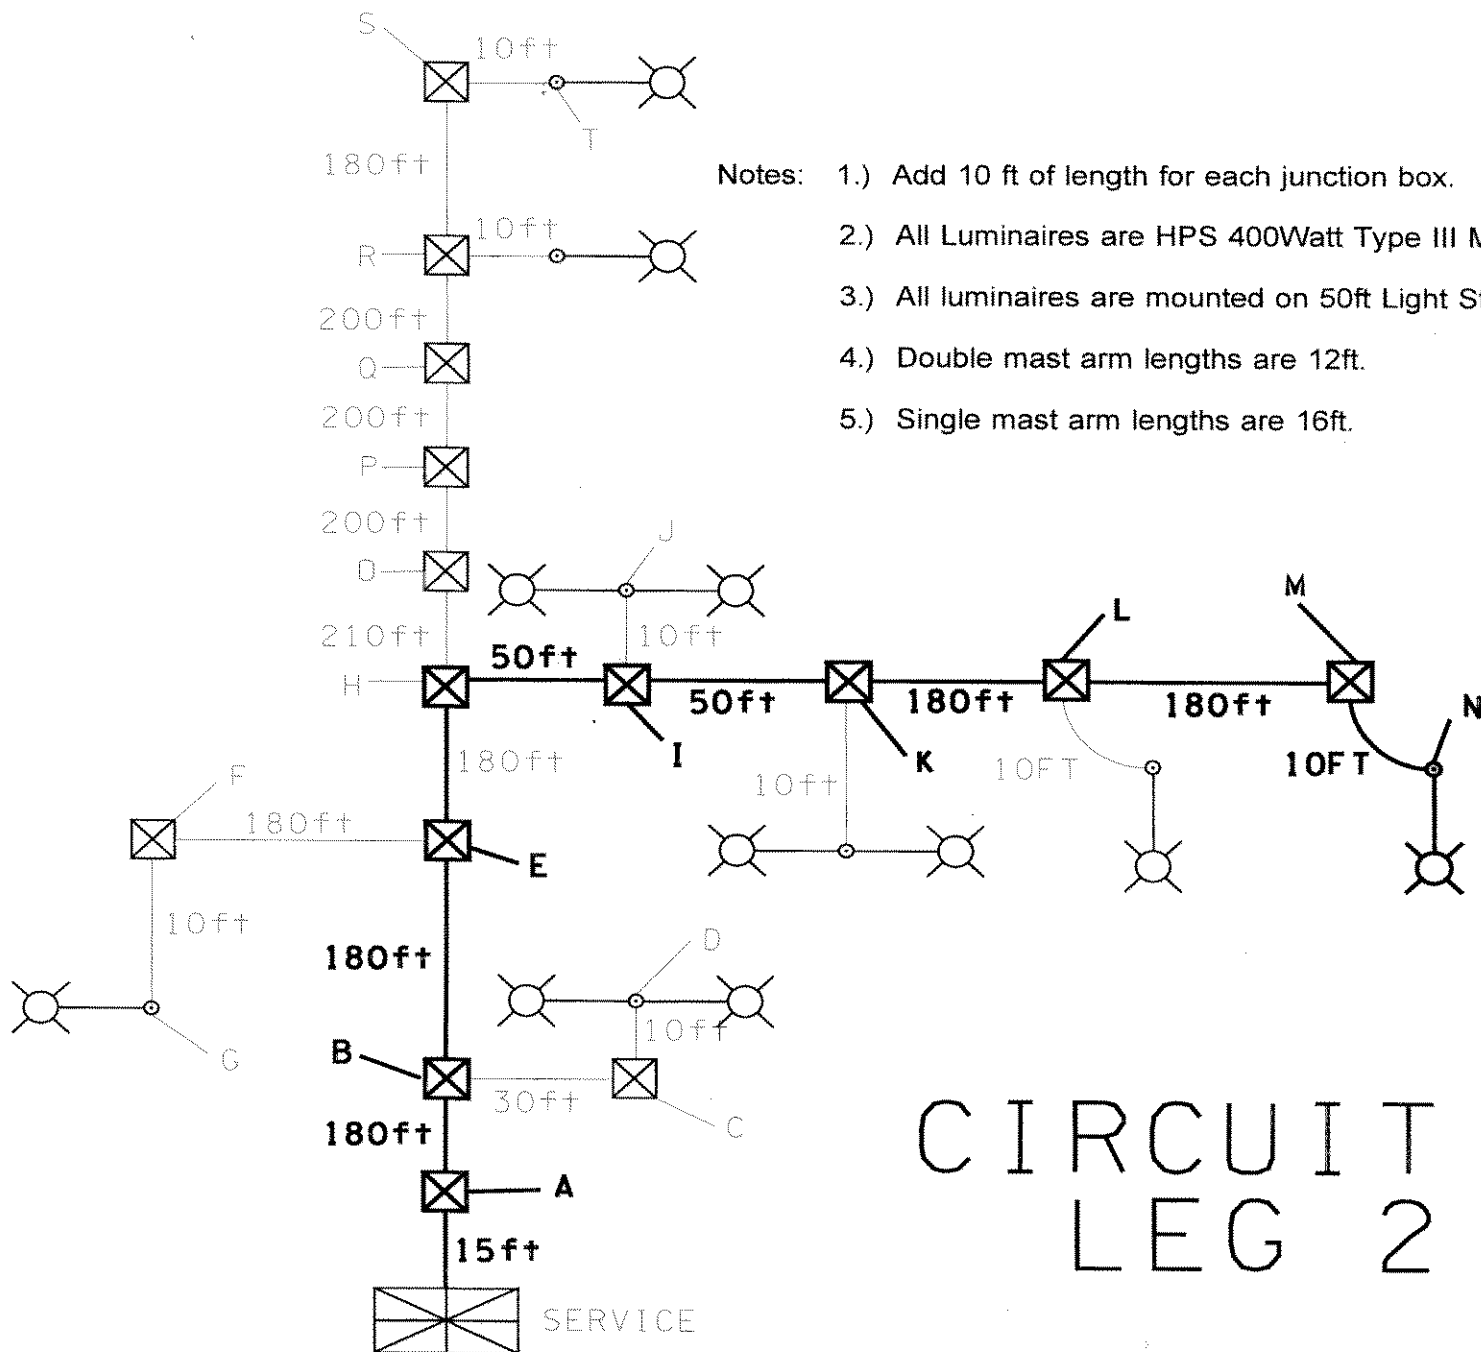 S
10ft
T
180ft
Notes: 1.) Add 10 ft of length for each junction box.
10ft
R
2.) All Luminaires are HPS 400Watt Type III
3.) All luminaires are mounted on 50ft Light
200ft
Q
4.) Double mast arm lengths are 12ft.
200ft
5.) Single mast arm lengths are 16ft.
P
200ft
J
O
M
L
210ft
10ft
50ft
H
50ft
180ft
180ft
N
I
K
180ft
10ft
10FT
10FT
F
180ft
E
10ft
180ft
D
10ft
G
B
30ft
C
180ft
CIRCUIT
A
LEG 2
15ft
SERVICE